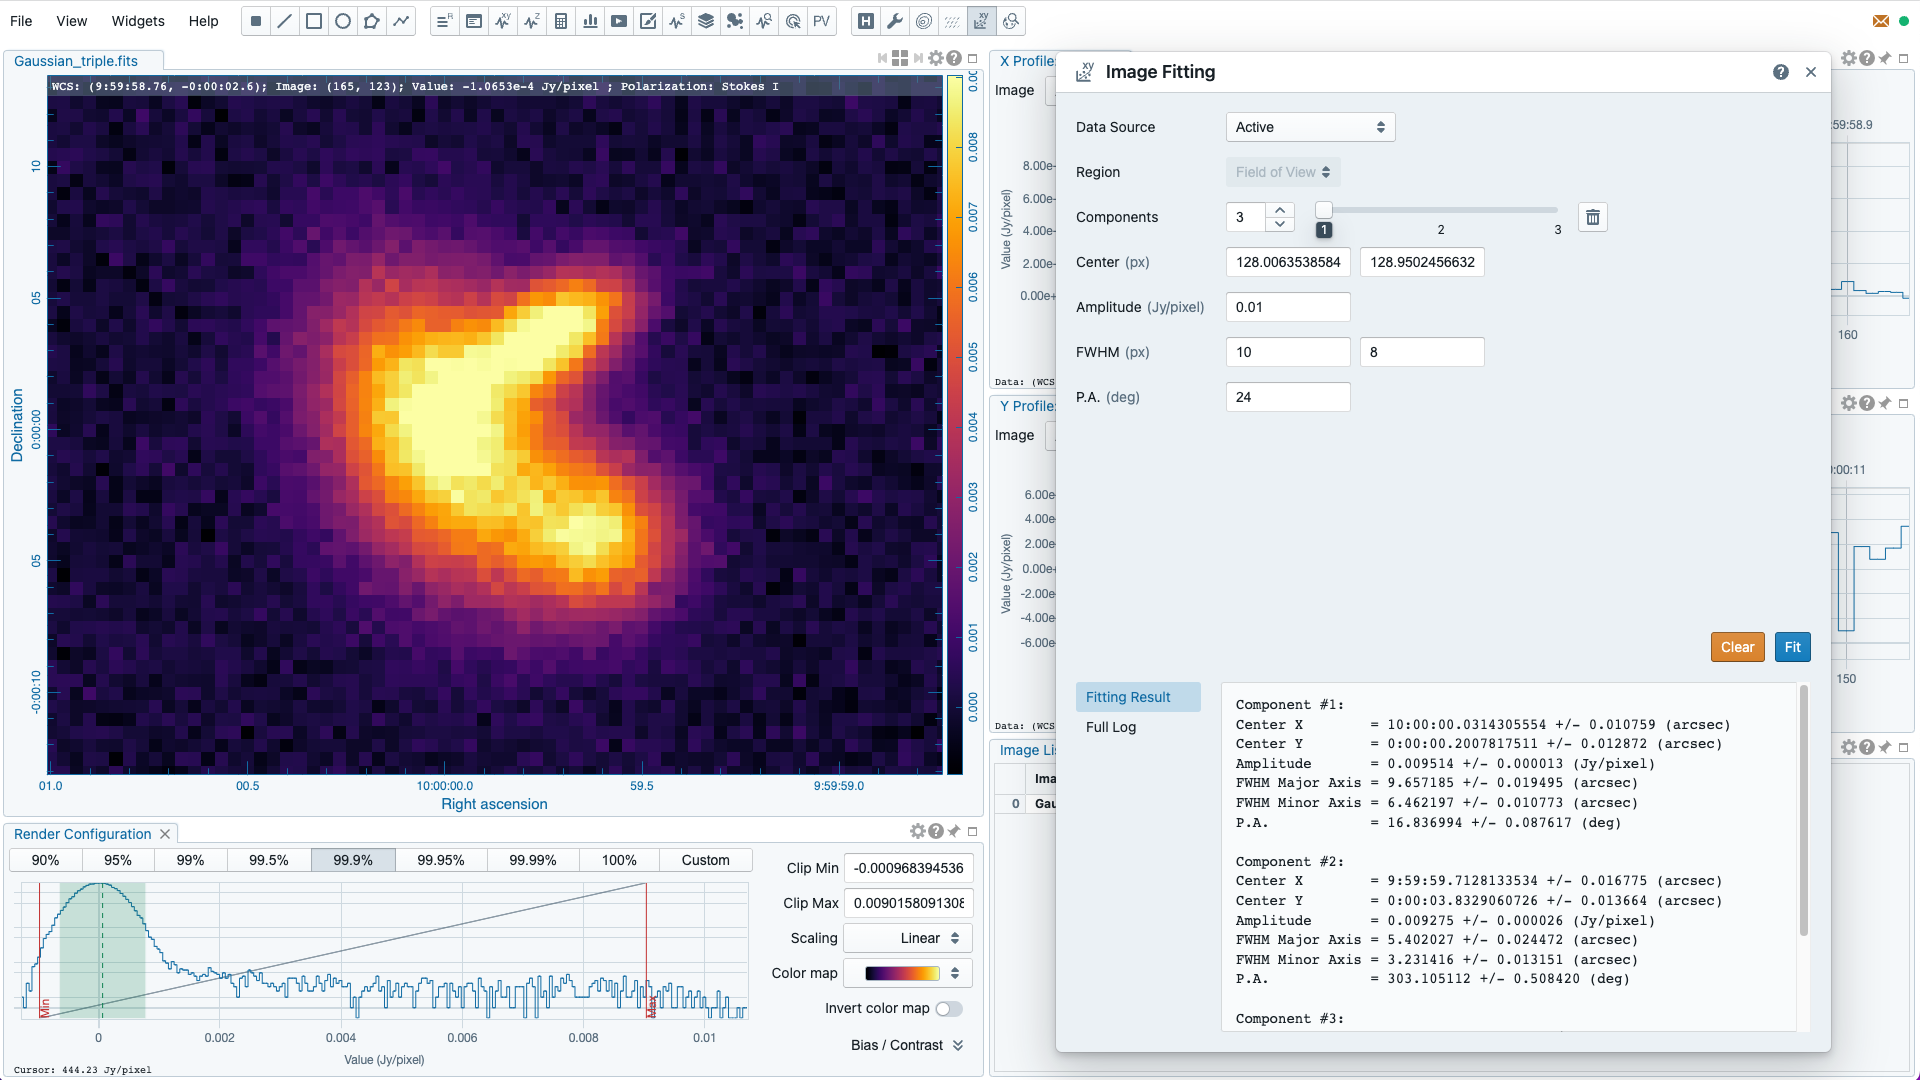 File View Widgets Help
PV
Gaussian_triple.fits
WCS: (9:59:58.76, -0:00:02.6); Image: (165, 123); Value: -1.0653e-4 Jy/pixel ; Polarization: Stokes I
10
05
0:00:00
05
-0:00:10
Declination
01.0 00.5 10:00:00.0 59.5 9:59:59.0
Right ascension
0.008
0.007
0.006
0.005
0.004
0.003
0.002
0.001
0.000
Render Configuration
90% 95% 99% 99.5% 99.9% 99.95% 99.99% 100% Custom
Min
Max
0 0.002 0.004 0.006 0.008 0.01
Value (Jy/pixel)
Cursor: 444.23 Jy/pixel
Clip Min -0.000968394536
Clip Max 0.0090158091308
Scaling Linear
Color map
Invert color map
Bias / Contrast
X Profile:
Image
:59:58.9
8.00e-
6.00e-
4.00e-
2.00e-
0.00e+
Value (Jy/pixel)
160
Data: (WCS
Y Profile:
Image
:00:11
6.00e-
4.00e-
2.00e-
0.00e+
-2.00e-
-4.00e-
-6.00e-
Value (Jy/pixel)
150
Data: (WCS
Image Lis
Ima
0 Gau
Image Fitting
Data Source Active
Region Field of View
Components 3
1 2 3
Center (px) 128.0063538584 128.9502456632
Amplitude (Jy/pixel) 0.01
FWHM (px) 10 8
P.A. (deg) 24
Clear Fit
Fitting Result
Full Log
Component #1:
Center X = 10:00:00.0314305554 +/- 0.010759 (arcsec)
Center Y = 0:00:00.2007817511 +/- 0.012872 (arcsec)
Amplitude = 0.009514 +/- 0.000013 (Jy/pixel)
FWHM Major Axis = 9.657185 +/- 0.019495 (arcsec)
FWHM Minor Axis = 6.462197 +/- 0.010773 (arcsec)
P.A. = 16.836994 +/- 0.087617 (deg)
Component #2:
Center X = 9:59:59.7128133534 +/- 0.016775 (arcsec)
Center Y = 0:00:03.8329060726 +/- 0.013664 (arcsec)
Amplitude = 0.009275 +/- 0.000026 (Jy/pixel)
FWHM Major Axis = 5.402027 +/- 0.024472 (arcsec)
FWHM Minor Axis = 3.231416 +/- 0.013151 (arcsec)
P.A. = 303.105112 +/- 0.508420 (deg)
Component #3: